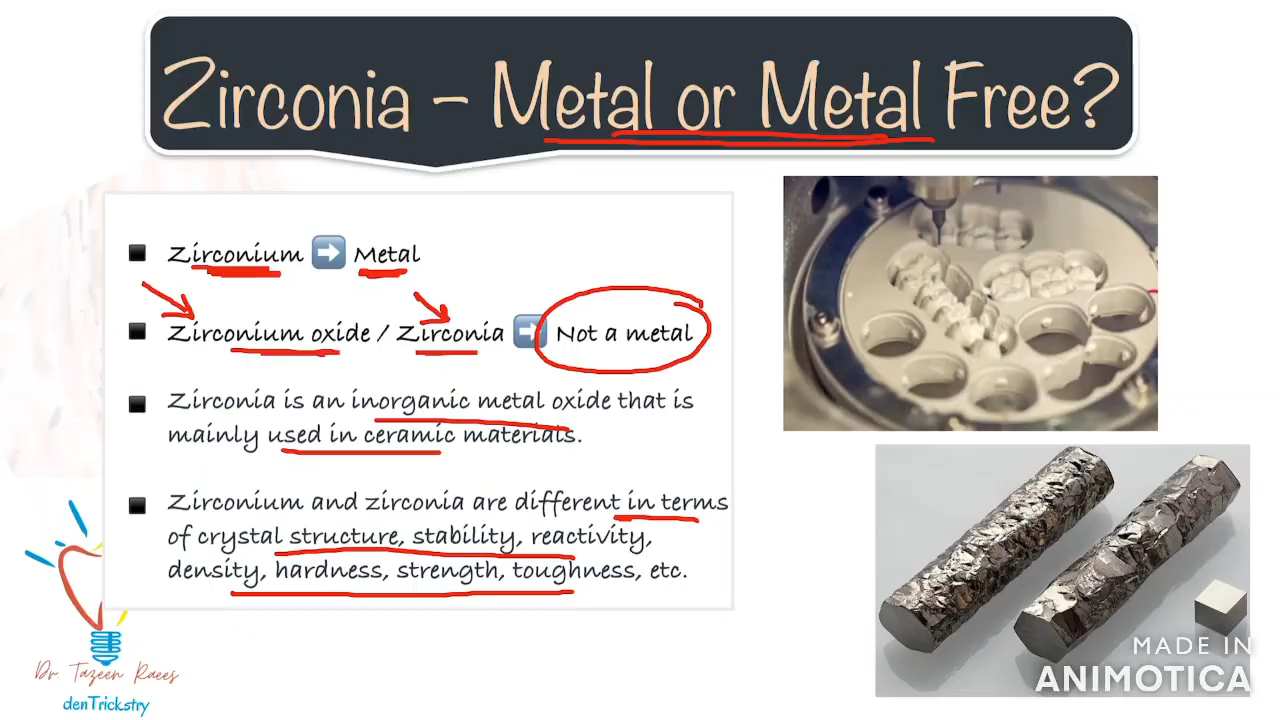 Zirconia – Metal or Metal Free?
Zirconium ➡ Metal
Zirconium oxide / Zirconia ➡ Not a metal
Zirconia is an inorganic metal oxide that is
mainly used in ceramic materials.
Zirconium and zirconia are different in terms
of crystal structure, stability, reactivity,
density, hardness, strength, toughness, etc.
Dr Tazeen Raees
denTrickstry
MADE IN
ANIMOTICA